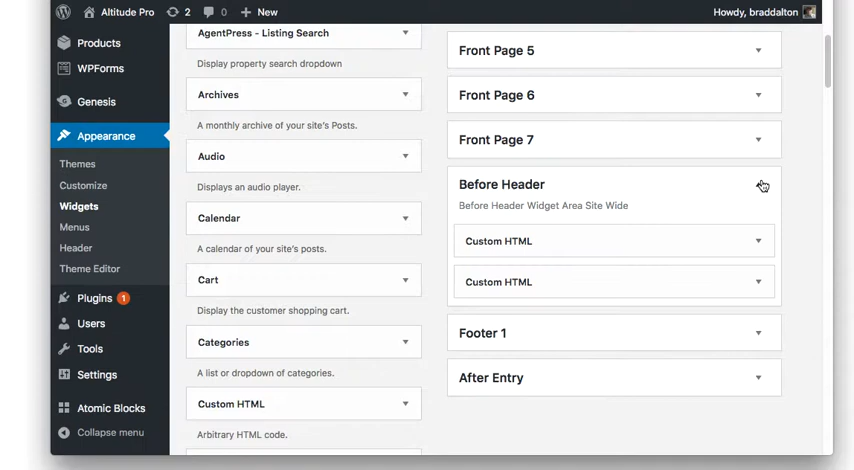 Altitude Pro 2 0 New Howdy, braddalton
Products
WPForms
Genesis
Appearance
Themes
Customize
Widgets
Menus
Header
Theme Editor
Plugins 1
Users
Tools
Settings
Atomic Blocks
Collapse menu
AgentPress - Listing Search
Display property search dropdown
Archives
A monthly archive of your site's Posts.
Audio
Displays an audio player.
Calendar
A calendar of your site's posts.
Cart
Display the customer shopping cart.
Categories
A list or dropdown of categories.
Custom HTML
Arbitrary HTML code.
Front Page 5
Front Page 6
Front Page 7
Before Header
Before Header Widget Area Site Wide
Custom HTML
Custom HTML
Footer 1
After Entry